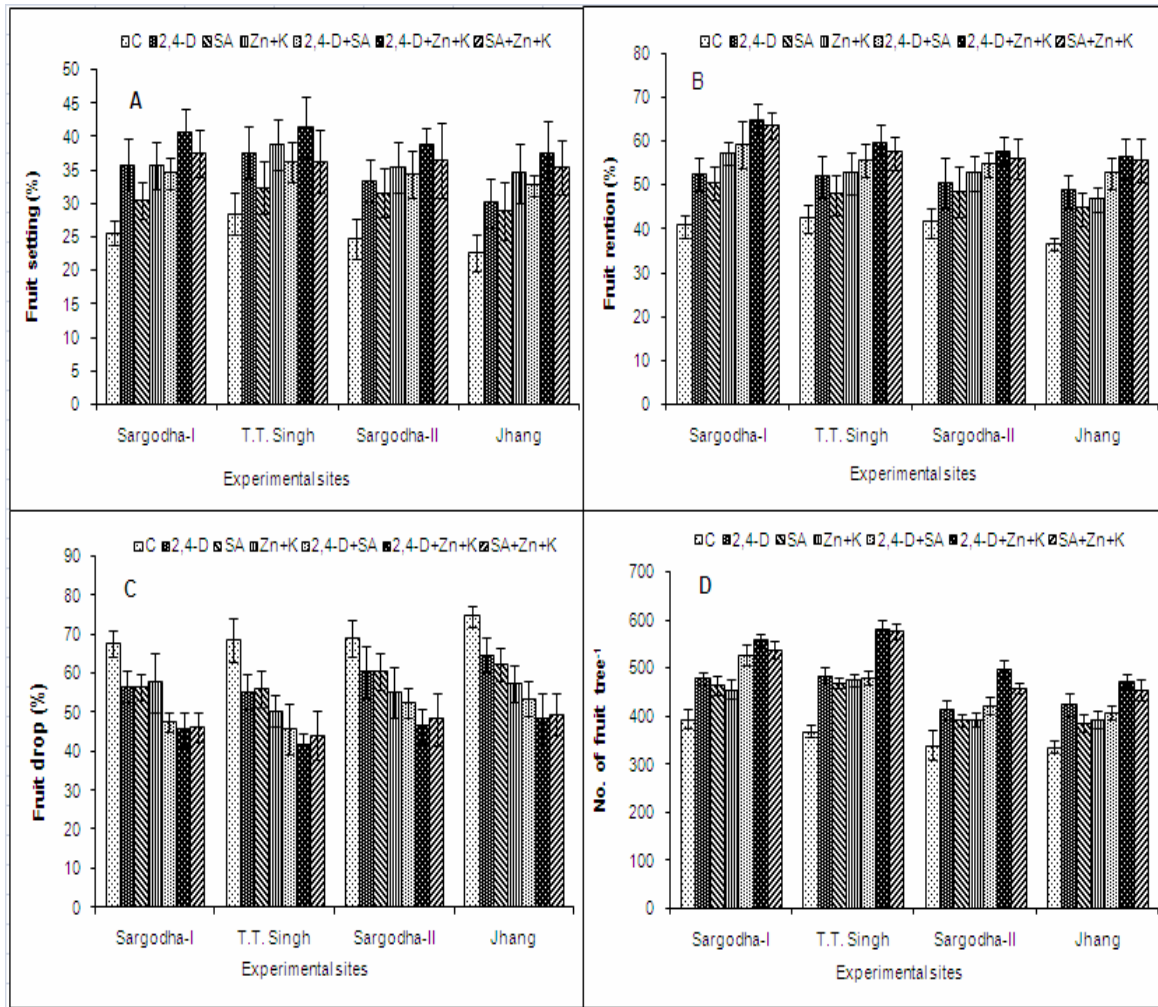 C 2,4-D SA Zn+K 2,4-D+SA 2,4-D+Zn+K SA+Zn+K
A
Fruit setting (%)
50
45
40
35
30
25
20
15
10
5
0
Sargodha-I T.T. Singh Sargodha-II Jhang
Experimental sites
C 2,4-D SA Zn+K 2,4-D+SA 2,4-D+Zn+K SA+Zn+K
B
Fruit rention (%)
80
70
60
50
40
30
20
10
0
Sargodha-I T.T. Singh Sargodha-II Jhang
Experimental sites
C 2,4-D SA Zn+K 2,4-D+SA 2,4-D+Zn+K SA+Zn+K
C
Fruit drop (%)
90
80
70
60
50
40
30
20
10
0
Sargodha-I T.T. Singh Sargodha-II Jhang
Experimental sites
C 2,4-D SA Zn+K 2,4-D+SA 2,4-D+Zn+K SA+Zn+K
D
No. of fruit tree⁻¹
700
600
500
400
300
200
100
0
Sargodha-I T.T. Singh Sargodha-II Jhang
Experimental sites